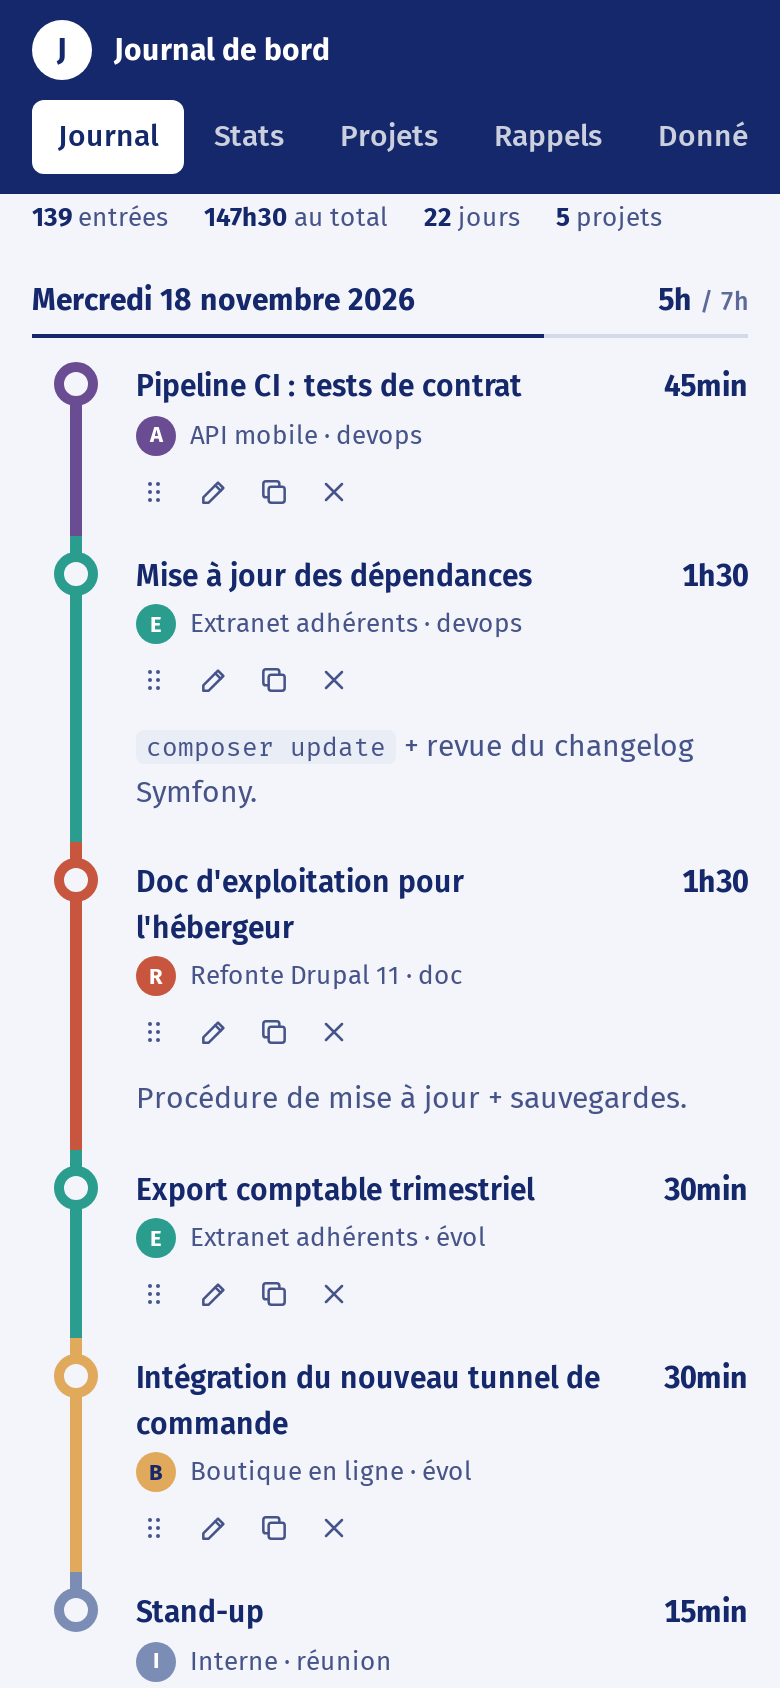 J Journal de bord
Journal Stats Projets Rappels Donné
139 entrées 147h30 au total 22 jours 5 projets
Mercredi 18 novembre 2026 5h / 7h
Pipeline CI : tests de contrat 45min
A API mobile · devops
Mise à jour des dépendances 1h30
E Extranet adhérents · devops
composer update + revue du changelog
Symfony.
Doc d'exploitation pour 1h30
l'hébergeur
R Refonte Drupal 11 · doc
Procédure de mise à jour + sauvegardes.
Export comptable trimestriel 30min
E Extranet adhérents · évol
Intégration du nouveau tunnel de 30min
commande
B Boutique en ligne · évol
Stand-up 15min
I Interne · réunion